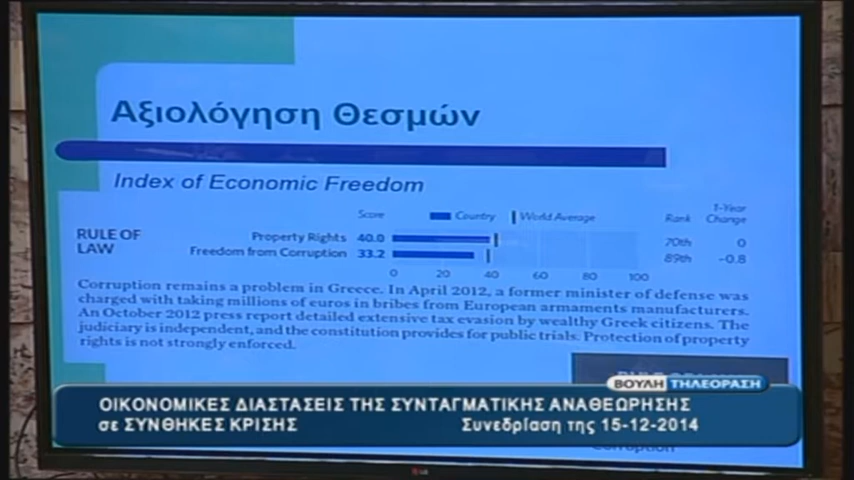 Αξιολόγηση Θεσμών
Index of Economic Freedom
Score Country World Average Rank 1-Year Change
RULE OF LAW
Property Rights 40.0 70th 0
Freedom from Corruption 33.2 89th -0.8
0 20 40 60 80 100
Corruption remains a problem in Greece. In April 2012, a former minister of defense was
charged with taking millions of euros in bribes from European armaments manufacturers.
An October 2012 press report detailed extensive tax evasion by wealthy Greek citizens. The
judiciary is independent, and the constitution provides for public trials. Protection of property
rights is not strongly enforced.
ΒΟΥΛΗ ΤΗΛΕΟΡΑΣΗ
ΟΙΚΟΝΟΜΙΚΕΣ ΔΙΑΣΤΑΣΕΙΣ ΤΗΣ ΣΥΝΤΑΓΜΑΤΙΚΗΣ ΑΝΑΘΕΩΡΗΣΗΣ
σε ΣΥΝΘΗΚΕΣ ΚΡΙΣΗΣ Συνεδρίαση της 15-12-2014
Corruption
LG